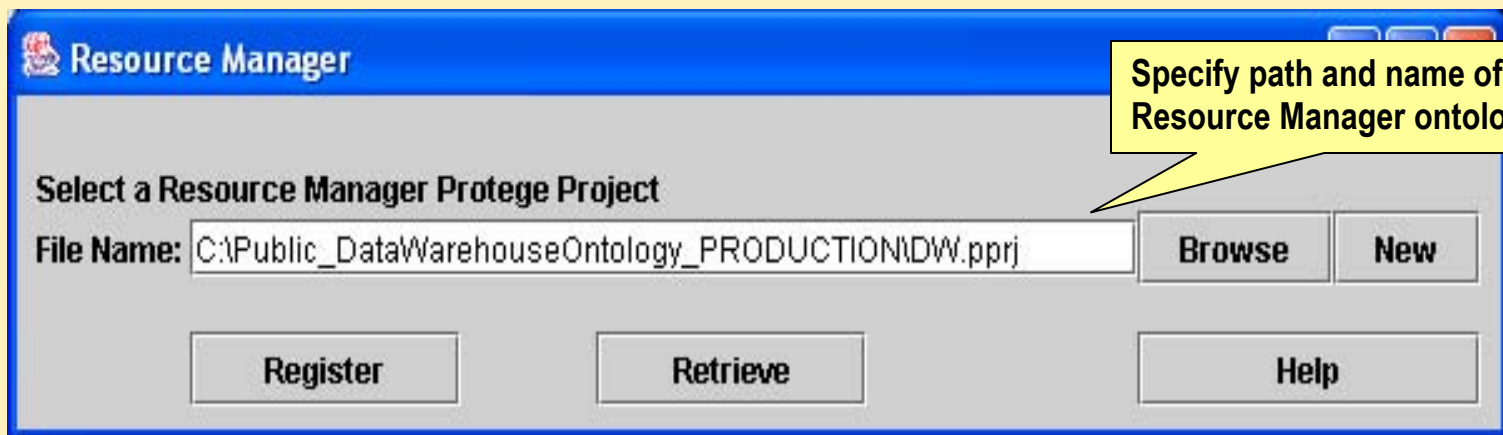 Resource Manager
Specify path and name of
Resource Manager ontolo
Select a Resource Manager Protege Project
File Name: C:\Public_DataWarehouseOntology_PRODUCTION\DW.pprj Browse New
Register Retrieve Help